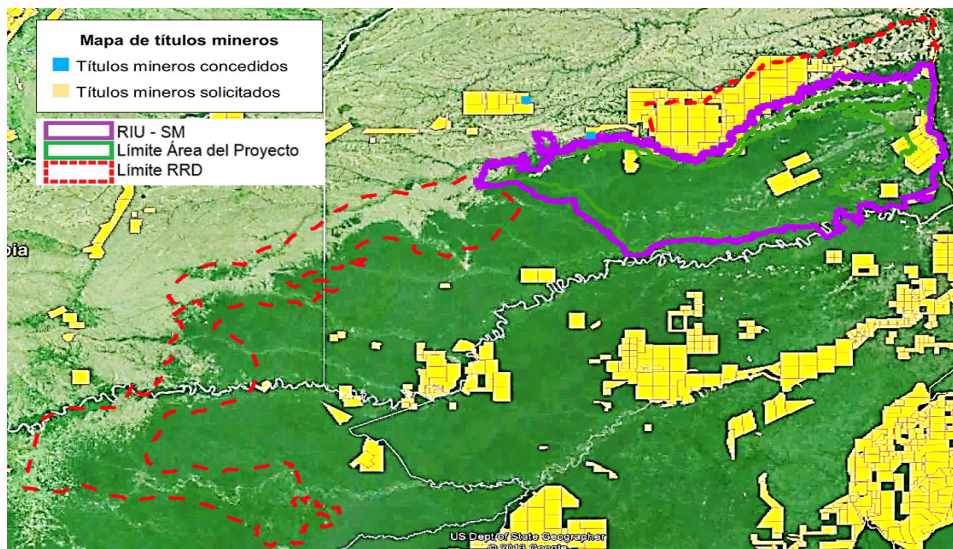 Mapa de títulos mineros
Títulos mineros concedidos
Títulos mineros solicitados
RIU - SM
Límite Área del Proyecto
Límite RRD
bia
US Dept of State Geographer
© 2013 Google